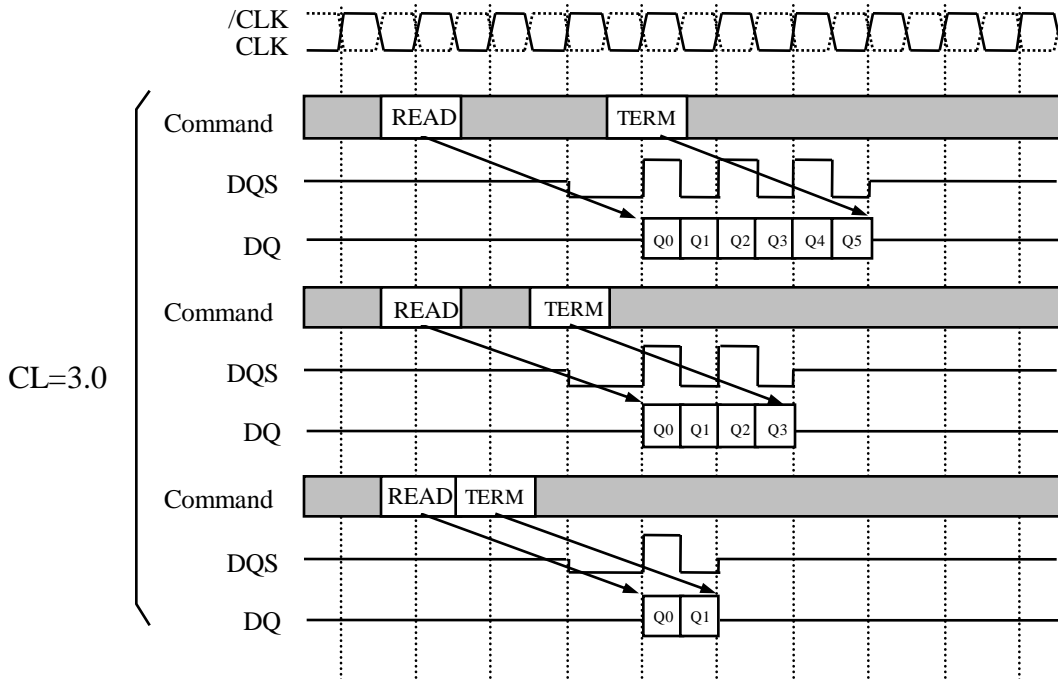 /CLK
CLK
Command READ TERM
DQS
DQ Q0 Q1 Q2 Q3 Q4 Q5
Command READ TERM
CL=3.0
DQS
DQ Q0 Q1 Q2 Q3
Command READ TERM
DQS
DQ Q0 Q1